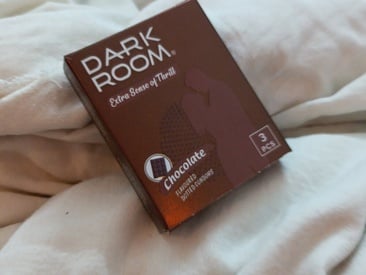 DARK
ROOM®
Extra Sense of Thrill
Chocolate
FLAVOURED
DOTTED CONDOMS
3
PCS